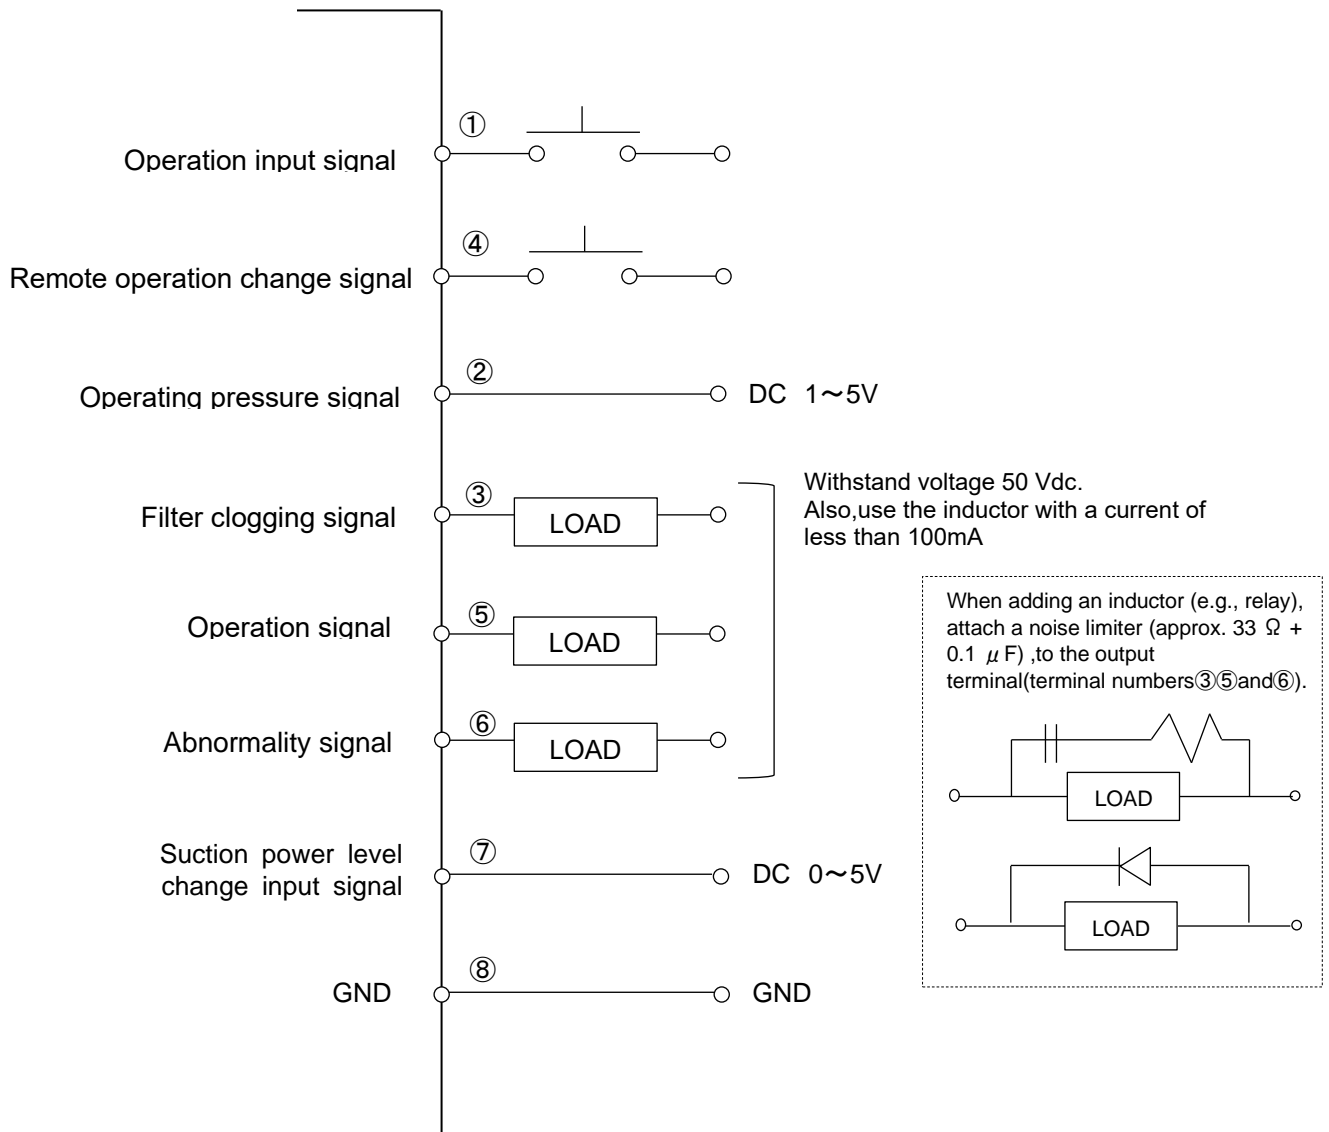 ①
Operation input signal
④
Remote operation change signal
②
Operating pressure signal
DC 1～5V
③
Filter clogging signal
LOAD
Withstand voltage 50 Vdc.
Also,use the inductor with a current of
less than 100mA
⑤
Operation signal
LOAD
⑥
Abnormality signal
LOAD
When adding an inductor (e.g., relay),
attach a noise limiter (approx. 33 Ω +
0.1 μF) ,to the output
terminal(terminal numbers③⑤and⑥).
LOAD
LOAD
⑦
Suction power level
change input signal
DC 0～5V
⑧
GND
GND